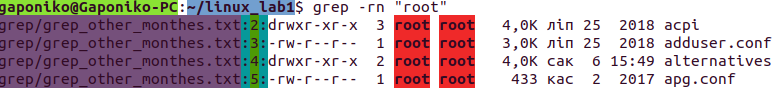 gaponiko@Gaponiko-PC:~/linux_lab1$ grep -rn "root"
grep/grep_other_monthes.txt:2:drwxr-xr-x  3 root root    4,0K ліп  25  2018 acpi
grep/grep_other_monthes.txt:3:-rw-r--r--  1 root root    3,0K ліп  25  2018 adduser.conf
grep/grep_other_monthes.txt:4:drwxr-xr-x  2 root root    4,0K сак   6 15:49 alternatives
grep/grep_other_monthes.txt:5:-rw-r--r--  1 root root     433 кас   2  2017 apg.conf